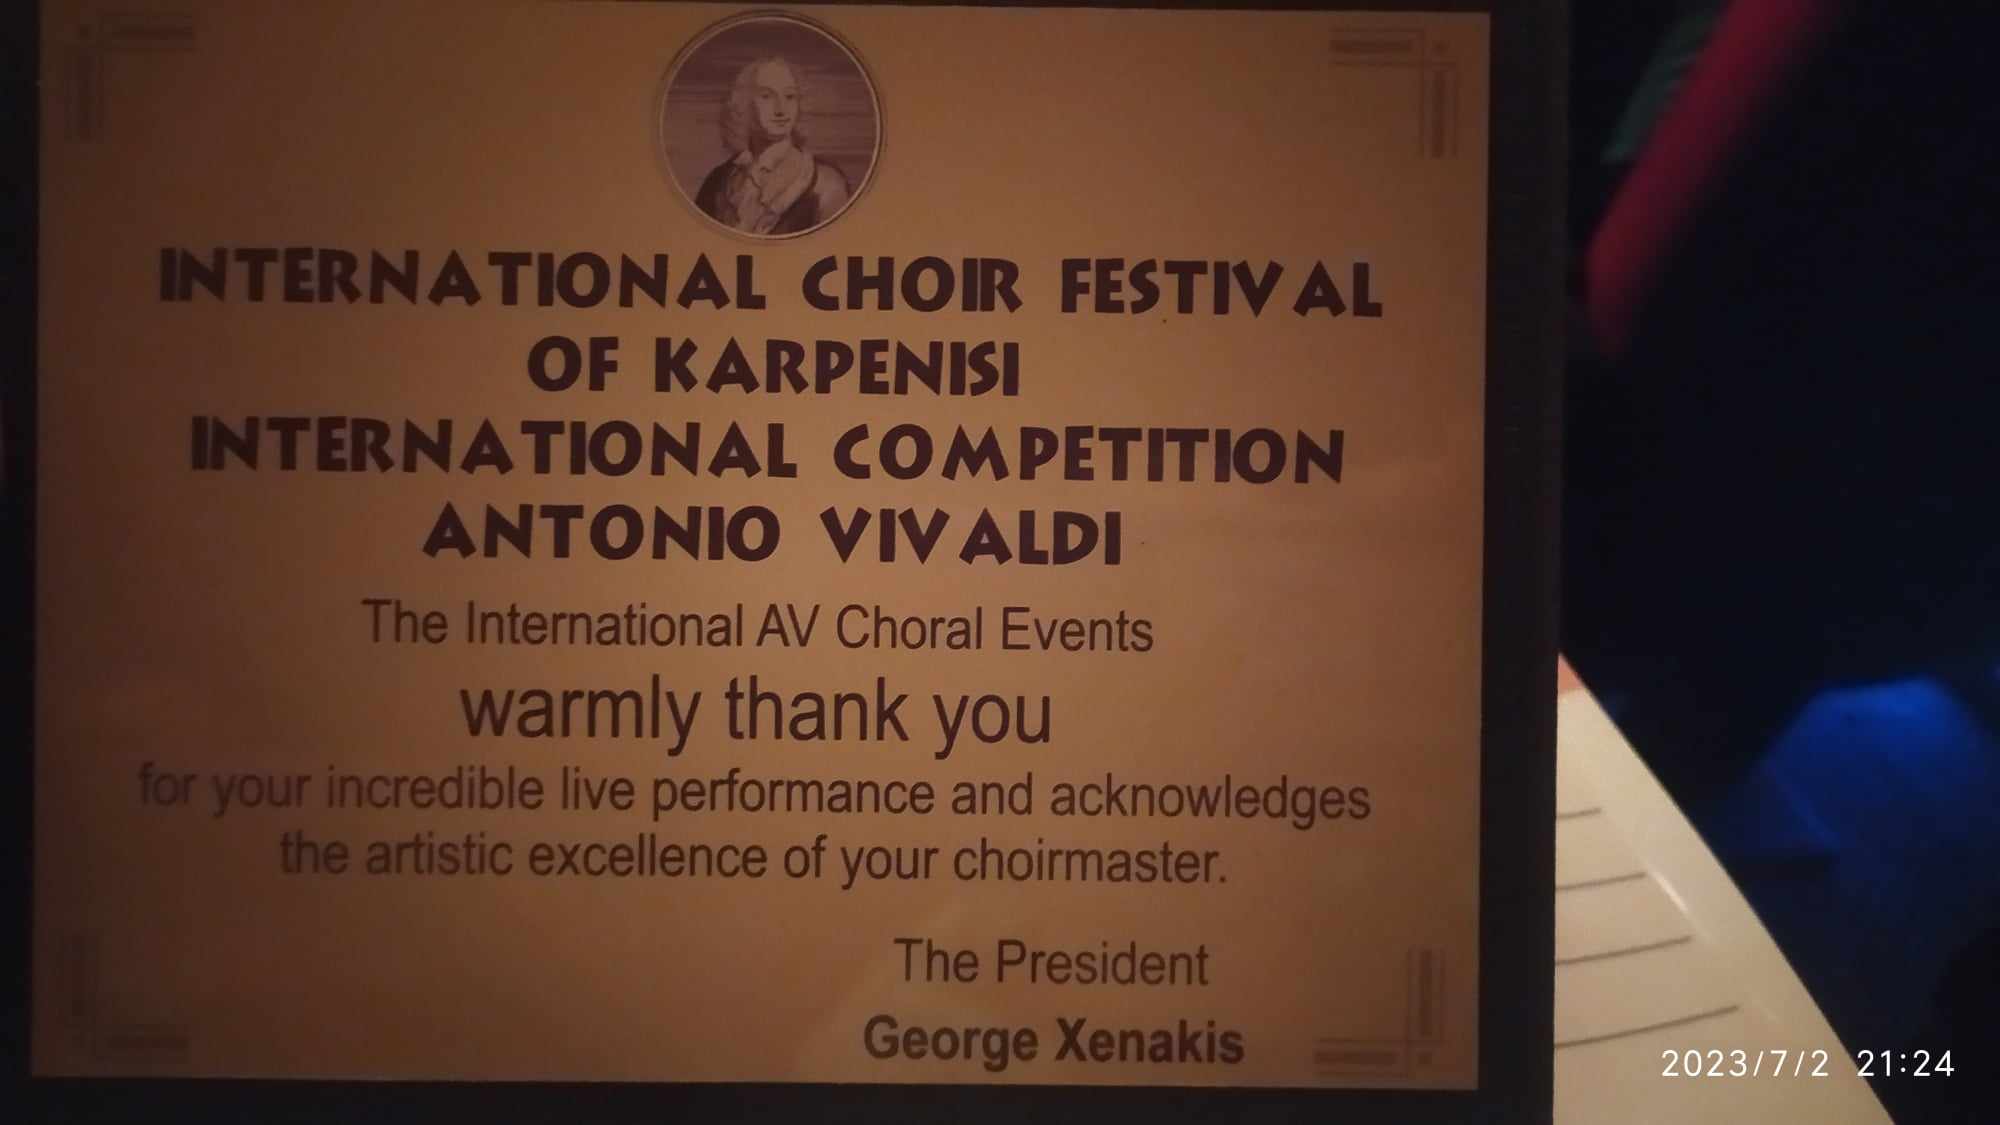 INTERNATIONAL CHOIR FESTIVAL
OF KARPENISI
INTERNATIONAL COMPETITION
ANTONIO VIVALDI
The International AV Choral Events
warmly thank you
for your incredible live performance and acknowledges
the artistic excellence of your choirmaster.
The President
George Xenakis
2023/7/2 21:24